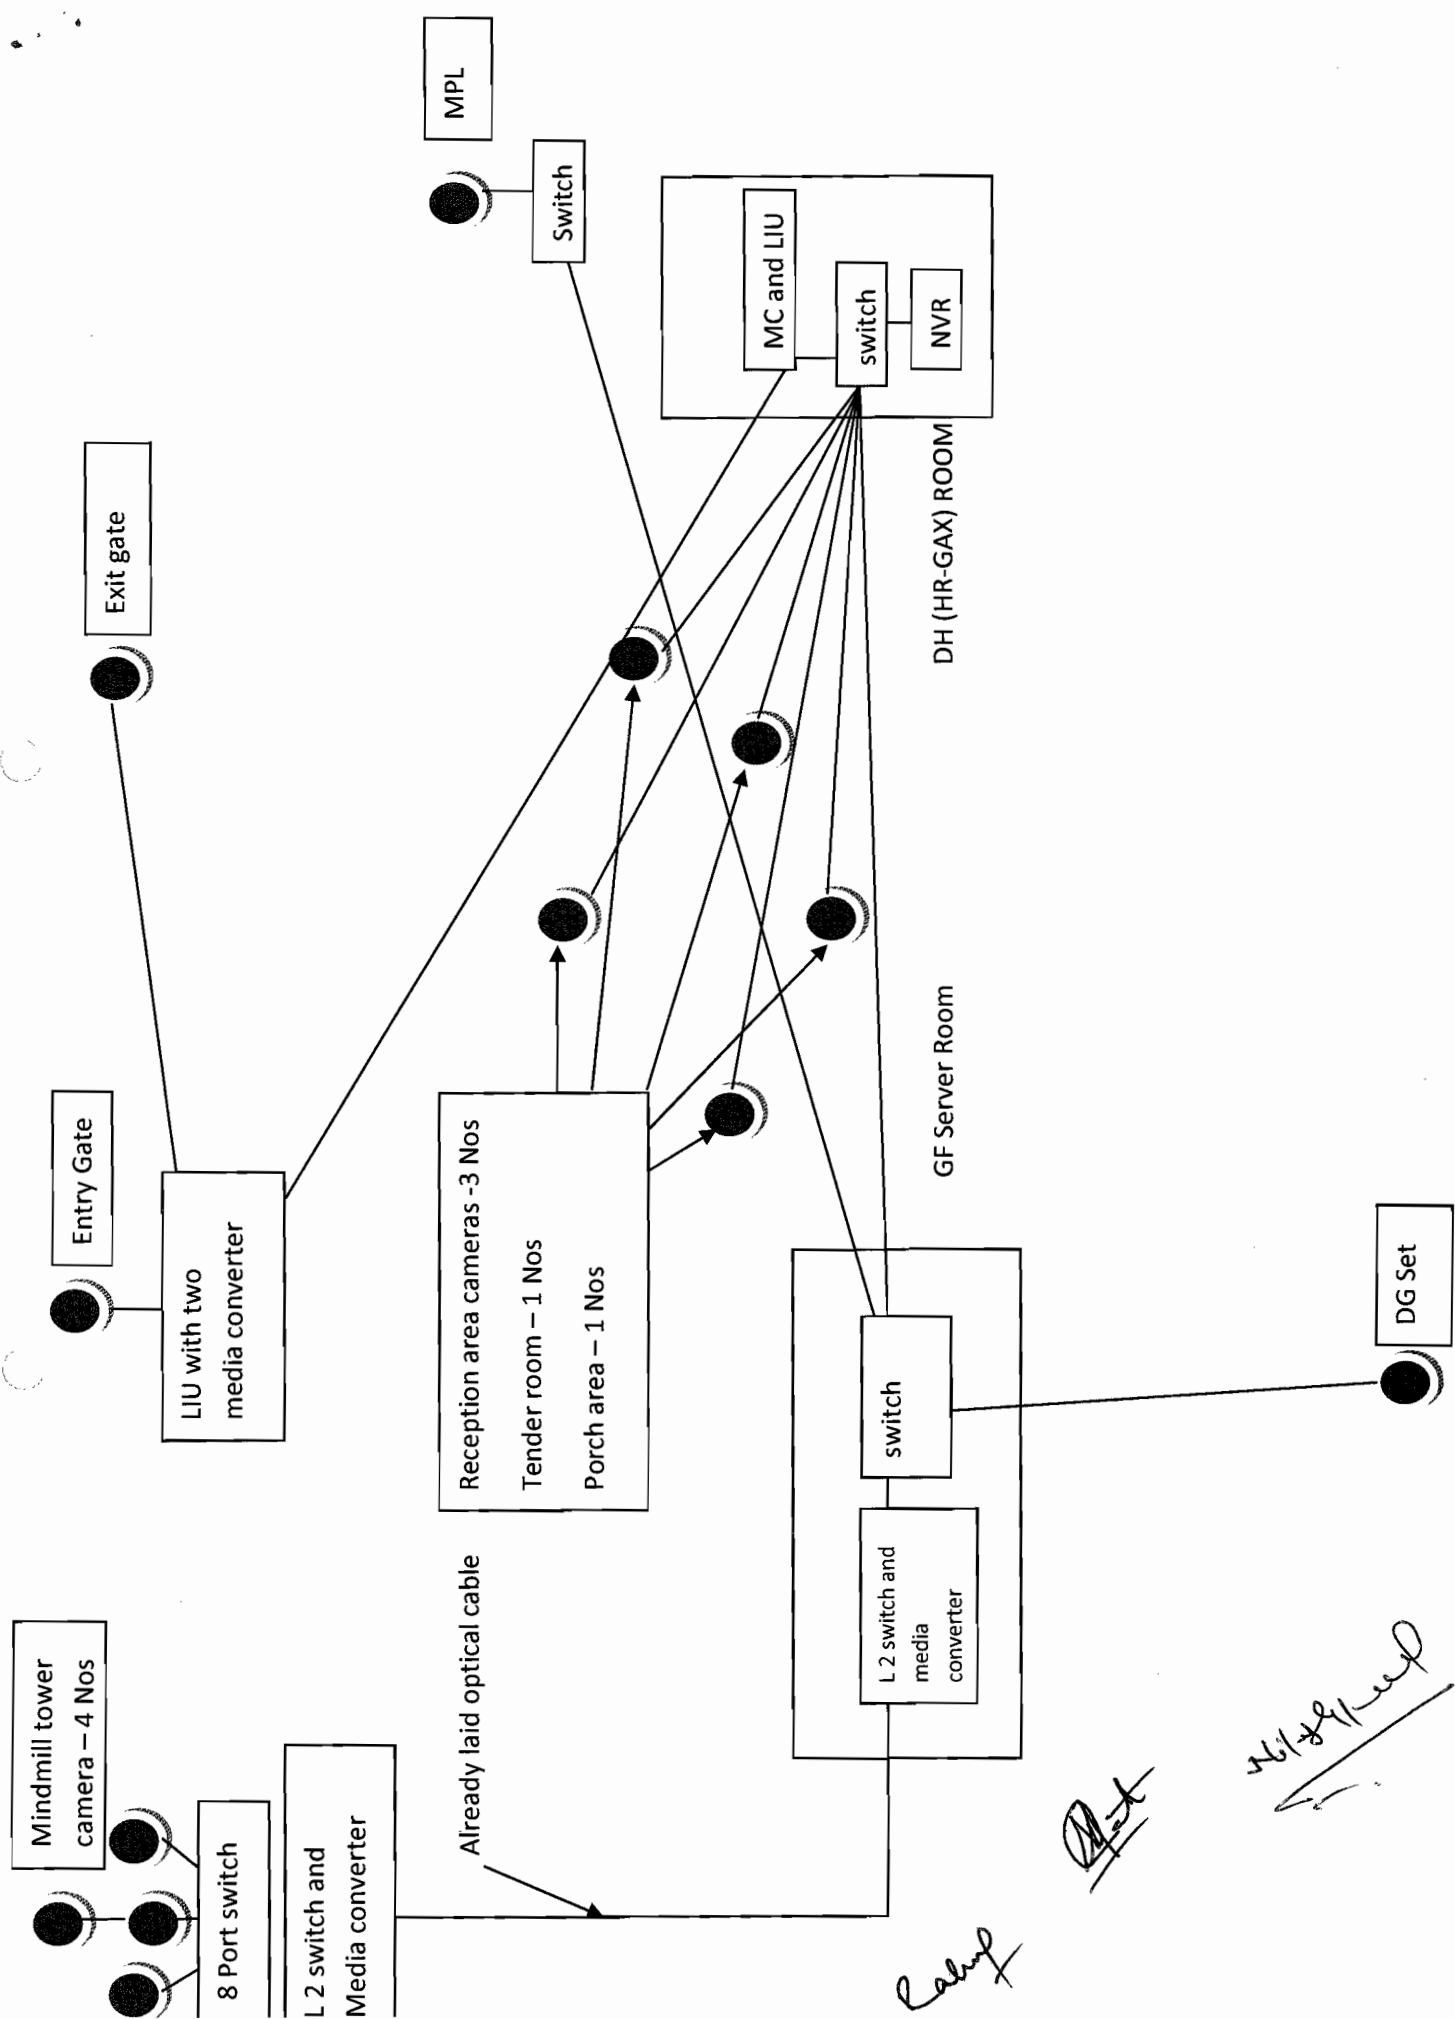 Mindmill tower
camera – 4 Nos
8 Port switch
L 2 switch and
Media converter
Already laid optical cable
Entry Gate
LIU with two
media converter
Exit gate
Reception area cameras -3 Nos
Tender room – 1 Nos
Porch area – 1 Nos
MPL
Switch
MC and LIU
switch
NVR
DH (HR-GAX) ROOM
GF Server Room
L 2 switch and
media
converter
switch
DG Set